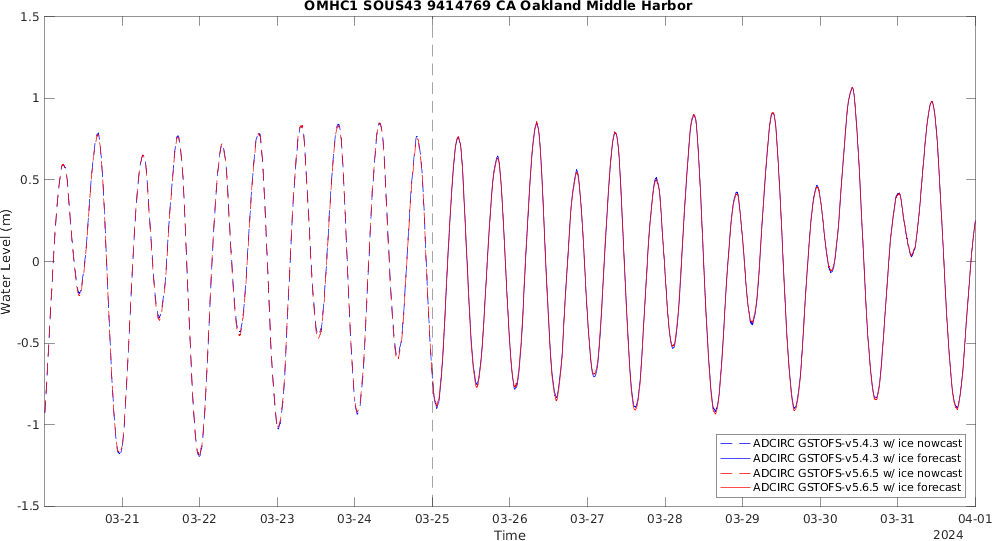 OMHC1 SOUS43 9414769 CA Oakland Middle Harbor
1.5
1
0.5
0
-0.5
-1
-1.5
Water Level (m)
ADCIRC GSTOFS-v5.4.3 w/ ice nowcast
ADCIRC GSTOFS-v5.4.3 w/ ice forecast
ADCIRC GSTOFS-v5.6.5 w/ ice nowcast
ADCIRC GSTOFS-v5.6.5 w/ ice forecast
03-21 03-22 03-23 03-24 03-25 03-26 03-27 03-28 03-29 03-30 03-31 04-01
2024
Time